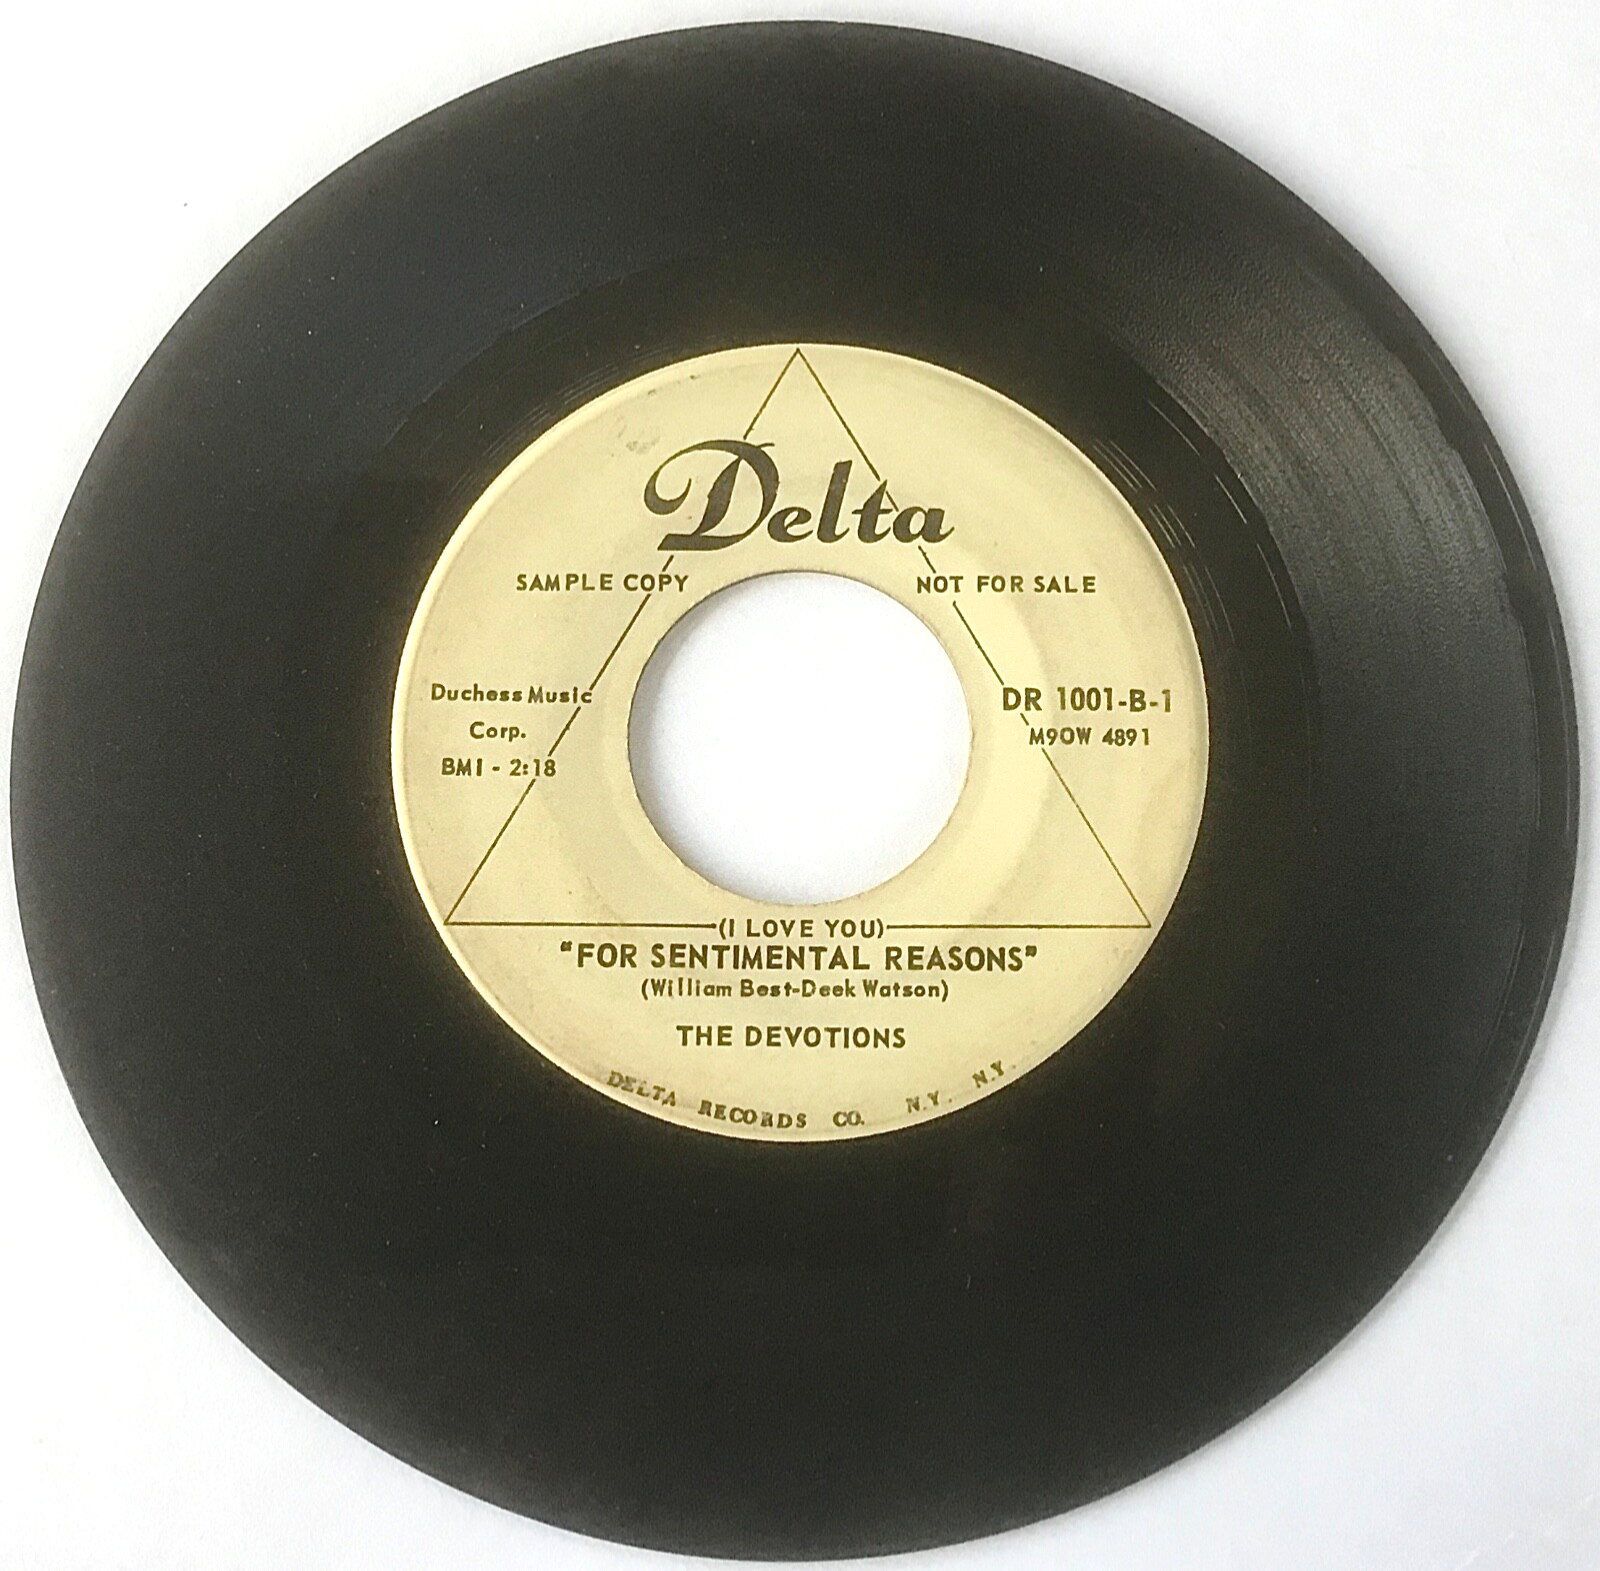 Delta
SAMPLE COPY
NOT FOR SALE
Duchess Music
Corp.
BMI - 2:18
DR 1001-B-1
M9OW 4891
(I LOVE YOU)
"FOR SENTIMENTAL REASONS"
(William Best-Deek Watson)
THE DEVOTIONS
DELTA RECORDS CO. N.Y. N.Y.